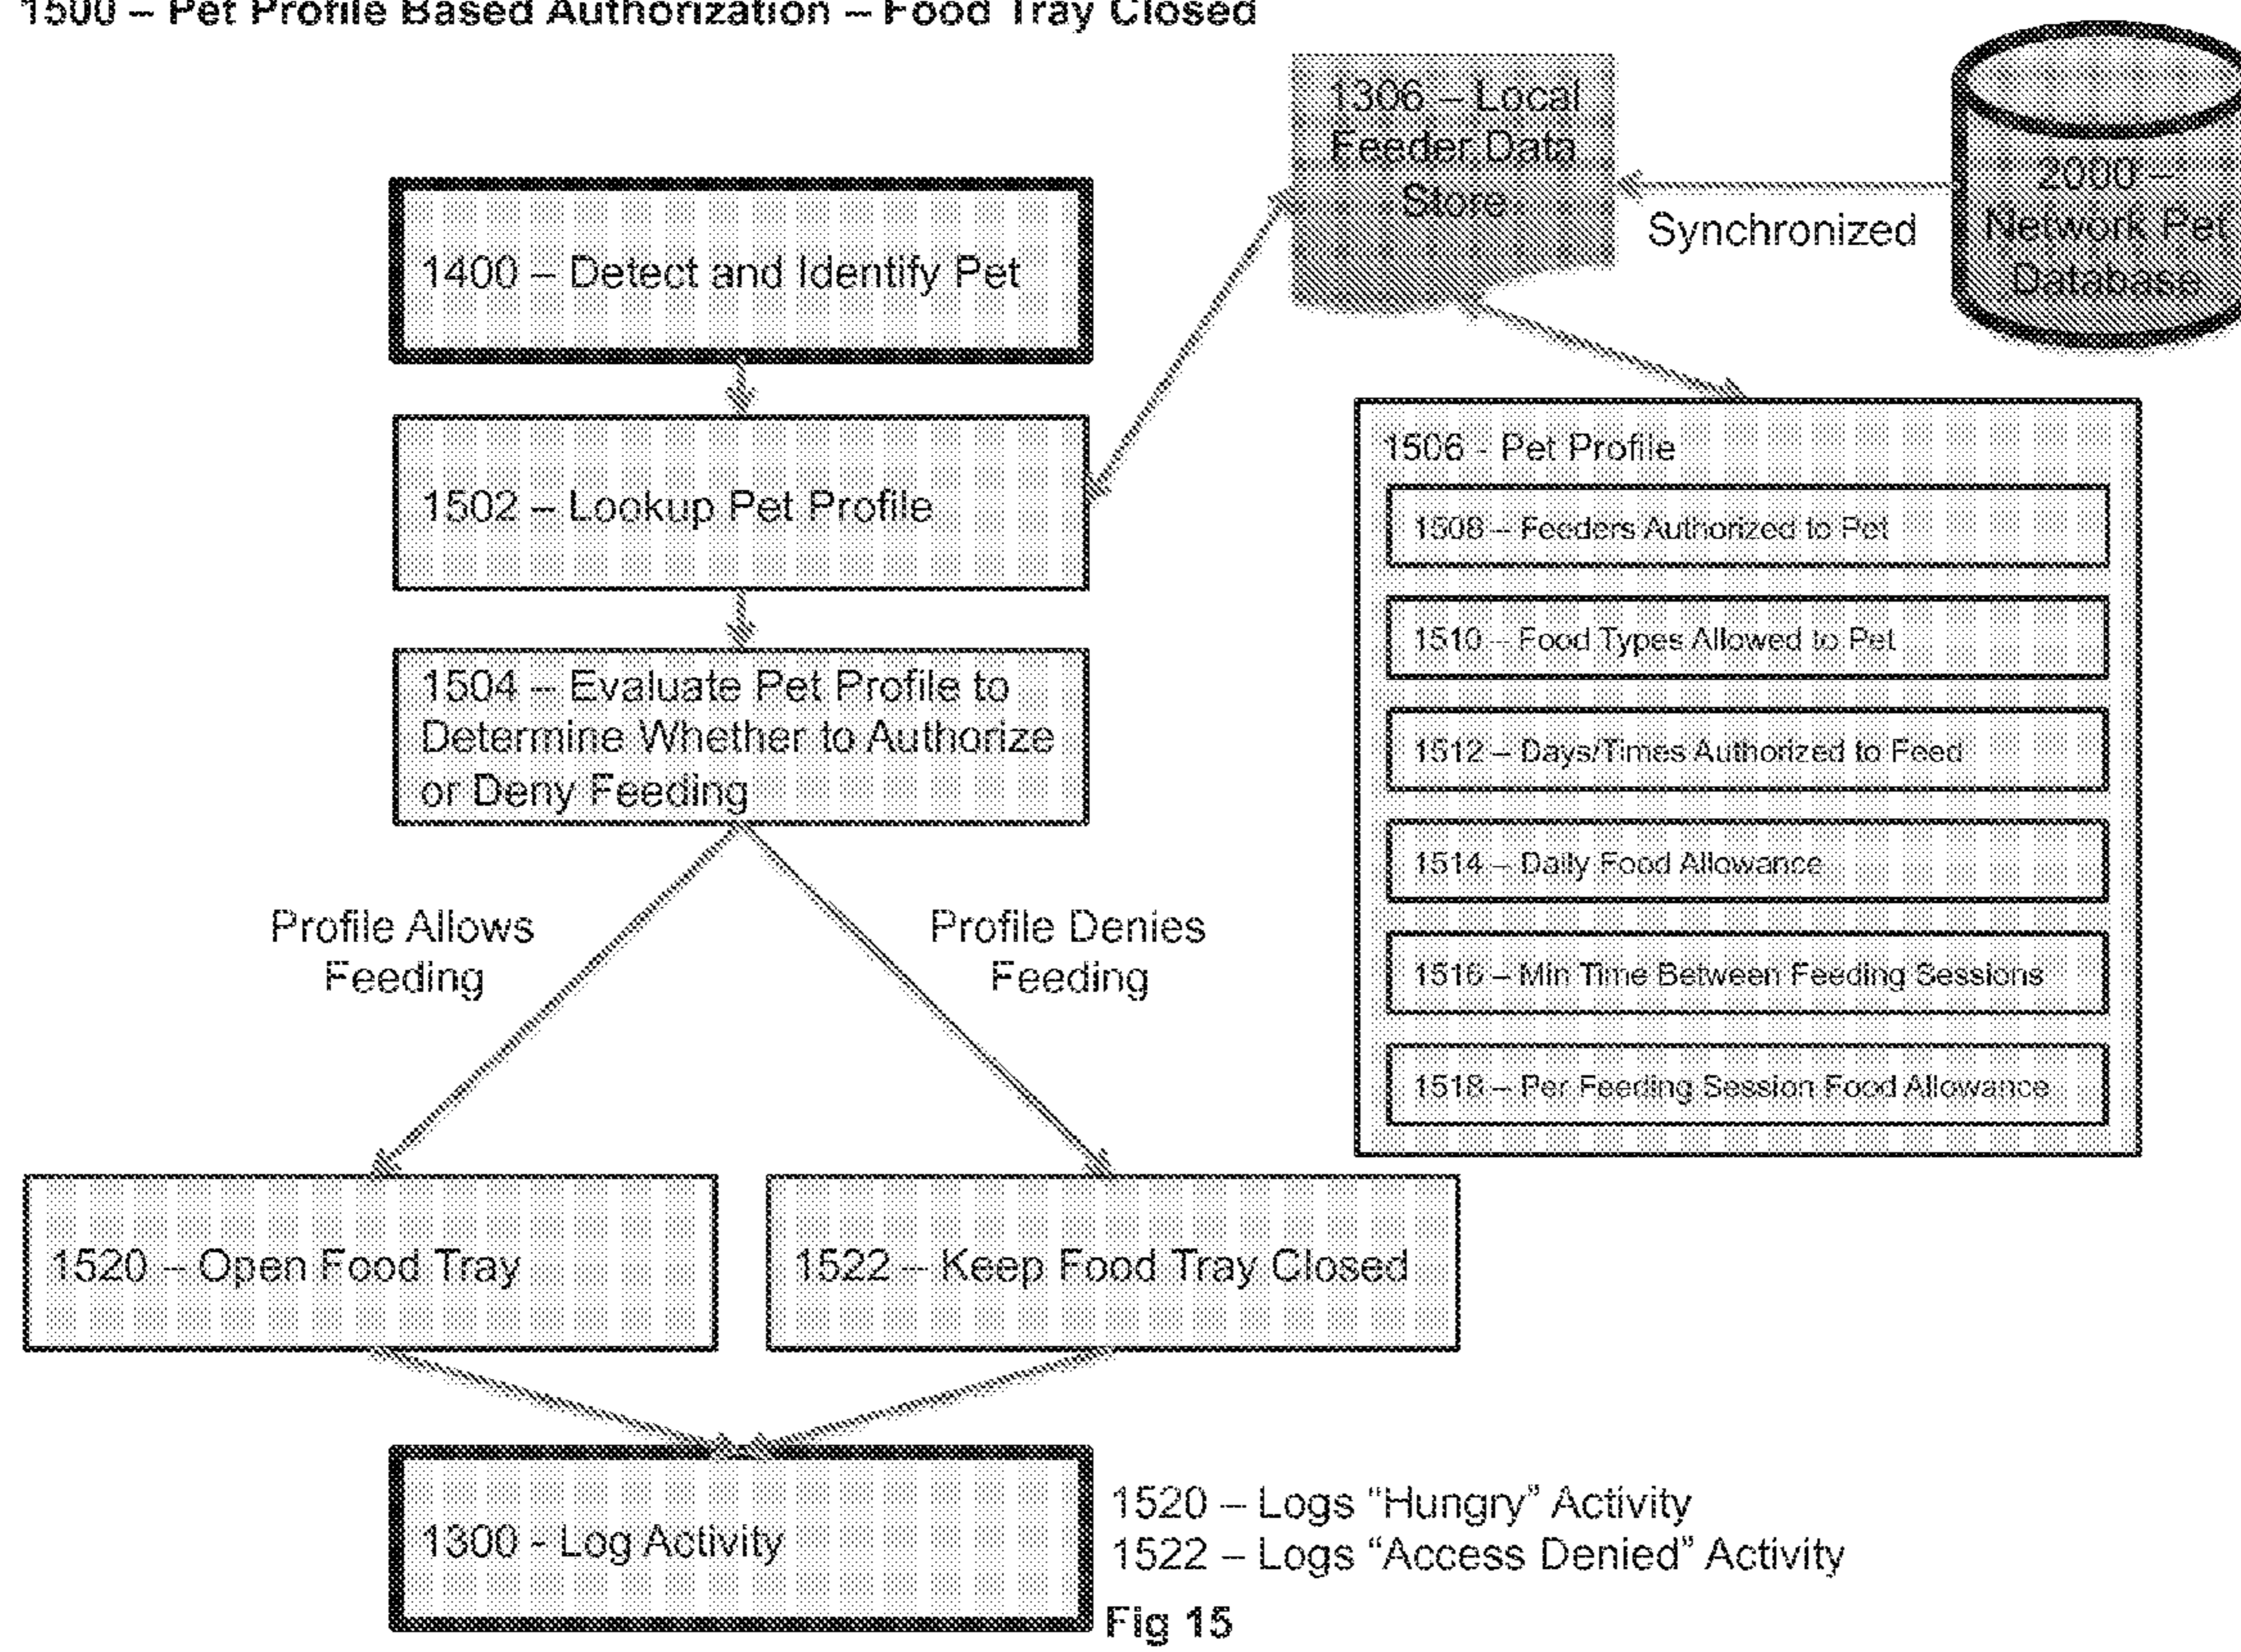 1500 – Pet Profile Based Authorization – Food Tray Closed
1306 – Local
Feeder Data
Store
Synchronized
2000 –
Network Pet
Database
1400 – Detect and Identify Pet
1502 – Lookup Pet Profile
1504 – Evaluate Pet Profile to
Determine Whether to Authorize
or Deny Feeding
1506 - Pet Profile
1508 – Feeders Authorized to Pet
1510 – Food Types Allowed to Pet
1512 – Days/Times Authorized to Feed
1514 – Daily Food Allowance
1516 – Min Time Between Feeding Sessions
1518 – Per Feeding Session Food Allowance
Profile Allows
Feeding
Profile Denies
Feeding
1520 – Open Food Tray
1522 – Keep Food Tray Closed
1300 - Log Activity
1520 – Logs “Hungry” Activity
1522 – Logs “Access Denied” Activity
Fig 15